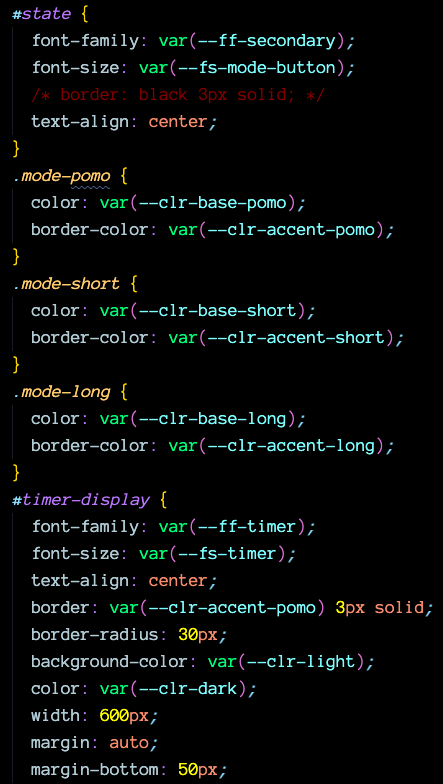 #state {
font-family: var(--ff-secondary);
font-size: var(--fs-mode-button);
/* border: black 3px solid; */
text-align: center;
}
.mode-pomo {
color: var(--clr-base-pomo);
border-color: var(--clr-accent-pomo);
}
.mode-short {
color: var(--clr-base-short);
border-color: var(--clr-accent-short);
}
.mode-long {
color: var(--clr-base-long);
border-color: var(--clr-accent-long);
}
#timer-display {
font-family: var(--ff-timer);
font-size: var(--fs-timer);
text-align: center;
border: var(--clr-accent-pomo) 3px solid;
border-radius: 30px;
background-color: var(--clr-light);
color: var(--clr-dark);
width: 600px;
margin: auto;
margin-bottom: 50px;